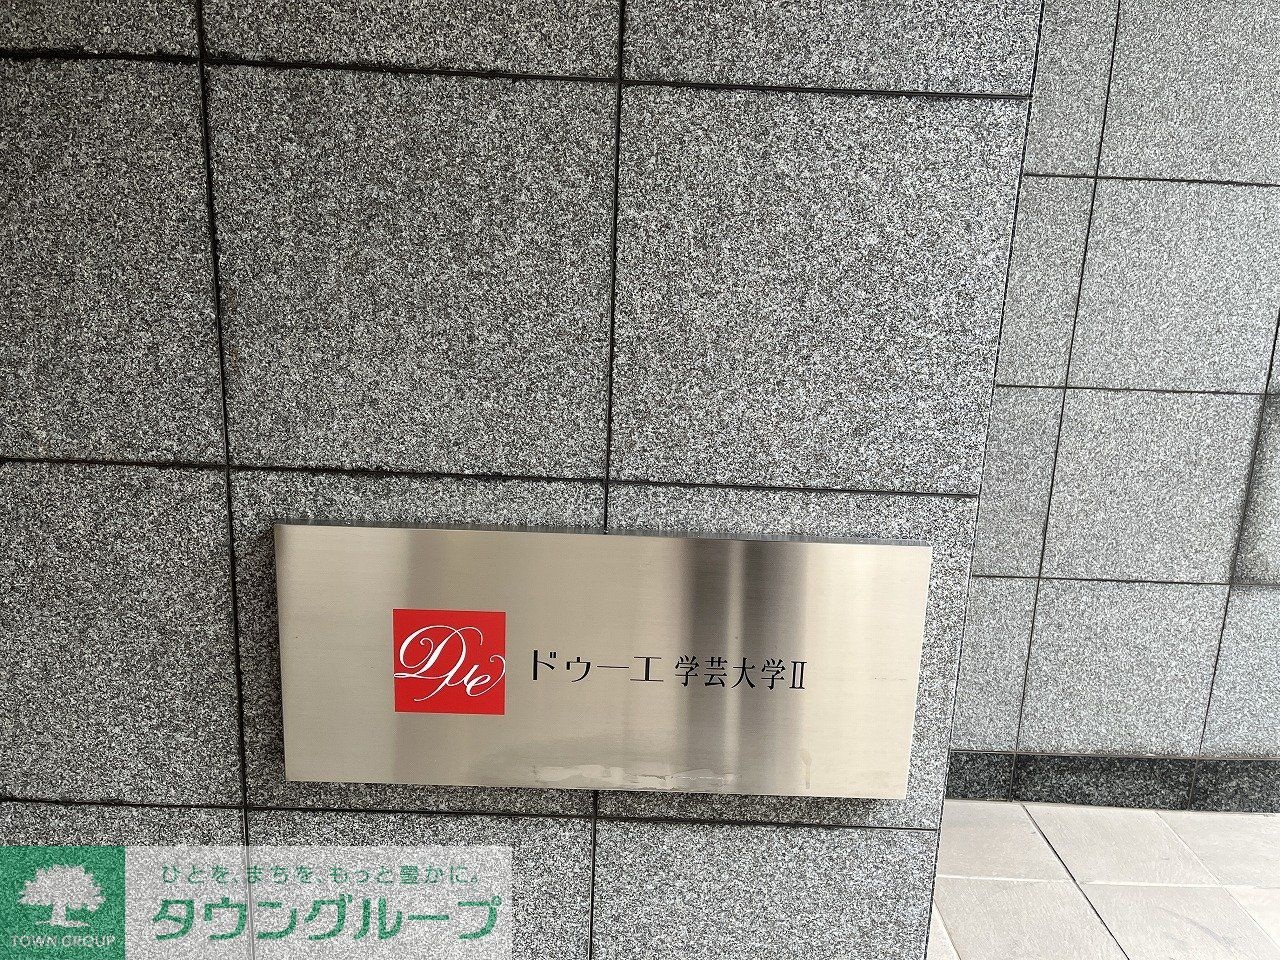 Dμe ドゥーエ 学芸大学Ⅱ
ひとを、まちを、もっと豊かに。
タウングループ
TOWN GROUP